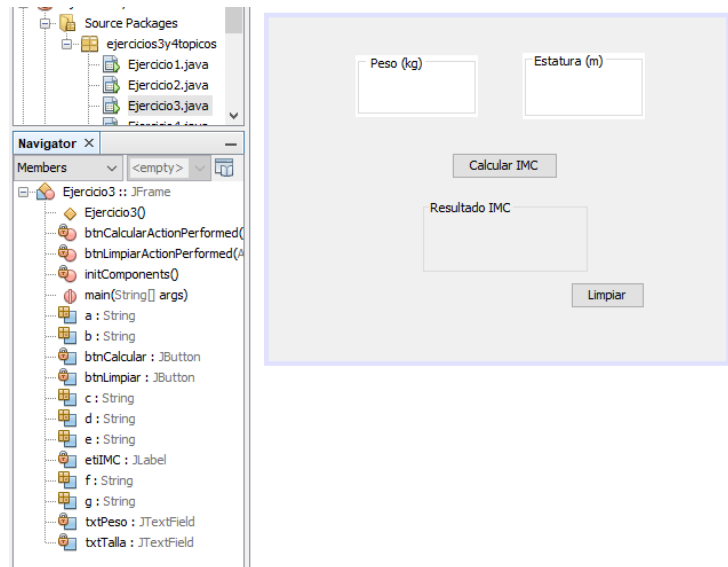 Source Packages
ejercicios3y4topicos
Ejercicio1.java
Ejercicio2.java
Ejercicio3.java
Navigator
Members
<empty>
Ejercicio3 :: JFrame
Ejercicio3()
btnCalcularActionPerformed(
btnLimpiarActionPerformed(A
initComponents()
main(String[] args)
a : String
b : String
btnCalcular : JButton
btnLimpiar : JButton
c : String
d : String
e : String
etiIMC : JLabel
f : String
g : String
txtPeso : JTextField
txtTalla : JTextField
Peso (kg)
Estatura (m)
Calcular IMC
Resultado IMC
Limpiar